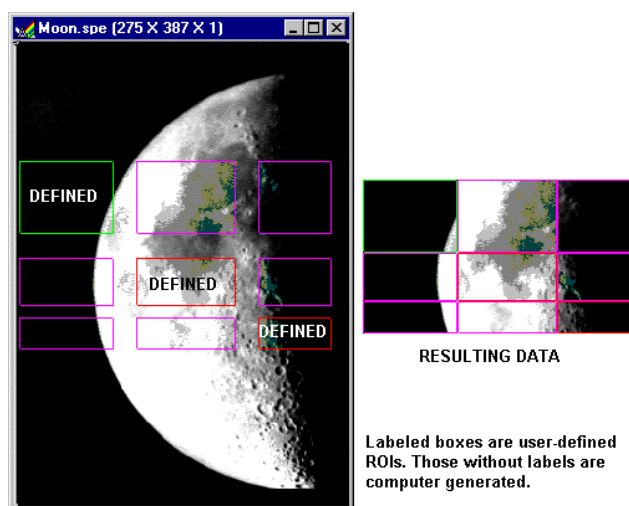 Moon.spe (275 X 387 X 1)
DEFINED
DEFINED
DEFINED
RESULTING DATA
Labeled boxes are user-defined
ROIs. Those without labels are
computer generated.